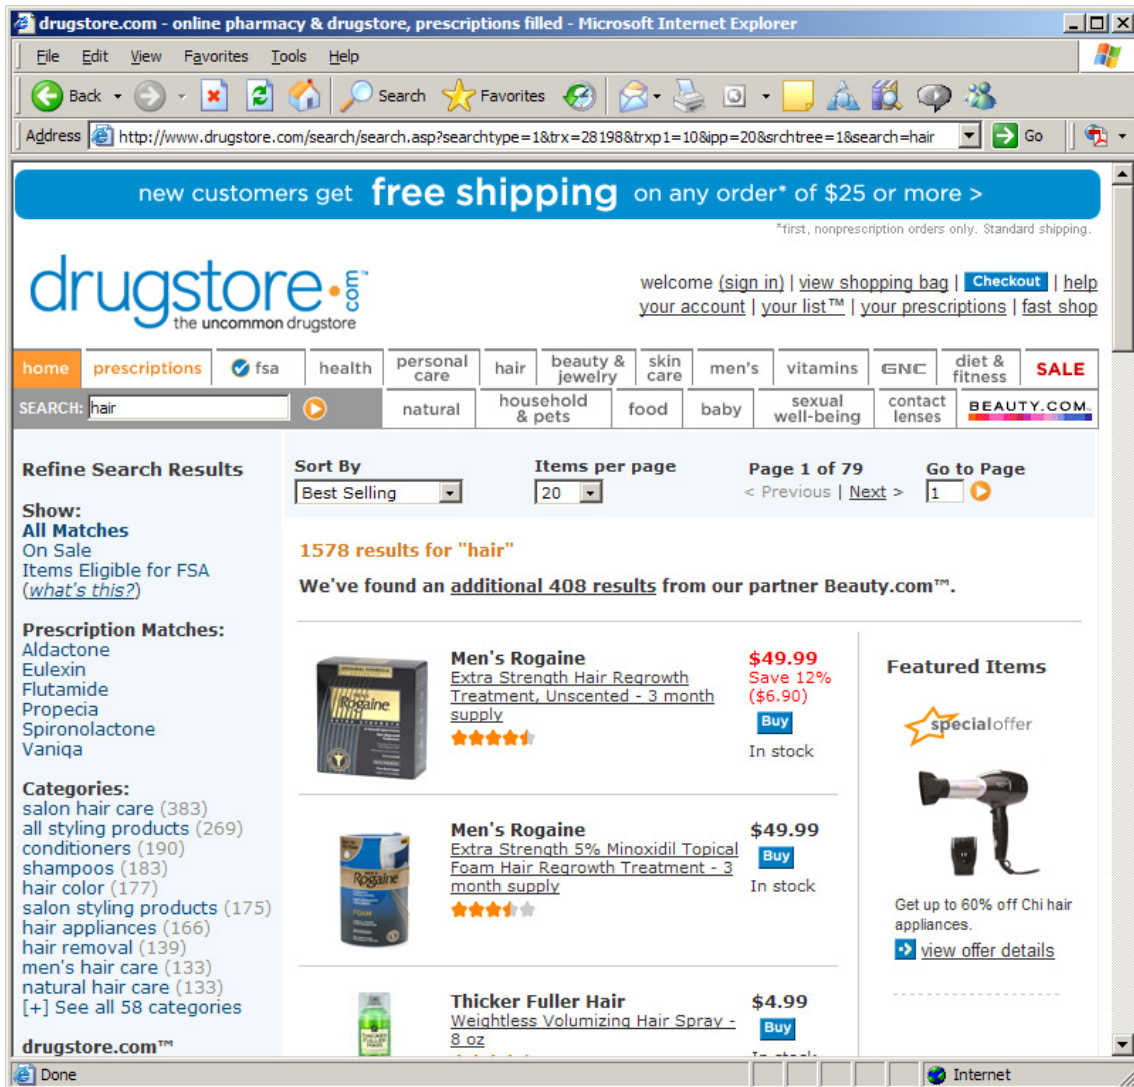 drugstore.com - online pharmacy & drugstore, prescriptions filled - Microsoft Internet Explorer
File Edit View Favorites Tools Help
Back Search Favorites
Address http://www.drugstore.com/search/search.asp?searchtype=1&trx=28198&trxp1=10&ipp=20&srchtree=1&search=hair Go
new customers get free shipping on any order* of $25 or more >
*first, nonprescription orders only. Standard shipping.
drugstore.com™
the uncommon drugstore
welcome (sign in) | view shopping bag | Checkout | help
your account | your list™ | your prescriptions | fast shop
home prescriptions fsa health personal care hair beauty & jewelry skin care men's vitamins GNC diet & fitness SALE
SEARCH: hair natural household & pets food baby sexual well-being contact lenses BEAUTY.COM
Refine Search Results
Show:
All Matches
On Sale
Items Eligible for FSA
(what's this?)
Prescription Matches:
Aldactone
Eulexin
Flutamide
Propecia
Spironolactone
Vaniqa
Categories:
salon hair care (383)
all styling products (269)
conditioners (190)
shampoos (183)
hair color (177)
salon styling products (175)
hair appliances (166)
hair removal (139)
men's hair care (133)
natural hair care (133)
[+] See all 58 categories
drugstore.com™
Sort By Items per page Page 1 of 79 Go to Page
Best Selling 20 < Previous | Next > 1
1578 results for "hair"
We've found an additional 408 results from our partner Beauty.com™.
Rogaine
Men's Rogaine
Extra Strength Hair Regrowth
Treatment, Unscented - 3 month
supply
$49.99
Save 12%
($6.90)
Buy
In stock
Rogaine
FOAM
Men's Rogaine
Extra Strength 5% Minoxidil Topical
Foam Hair Regrowth Treatment - 3
month supply
$49.99
Buy
In stock
THICKER
FULLER
HAIR
Thicker Fuller Hair
Weightless Volumizing Hair Spray -
8 oz
$4.99
Buy
In stock
Featured Items
specialoffer
Get up to 60% off Chi hair
appliances.
view offer details
Done Internet